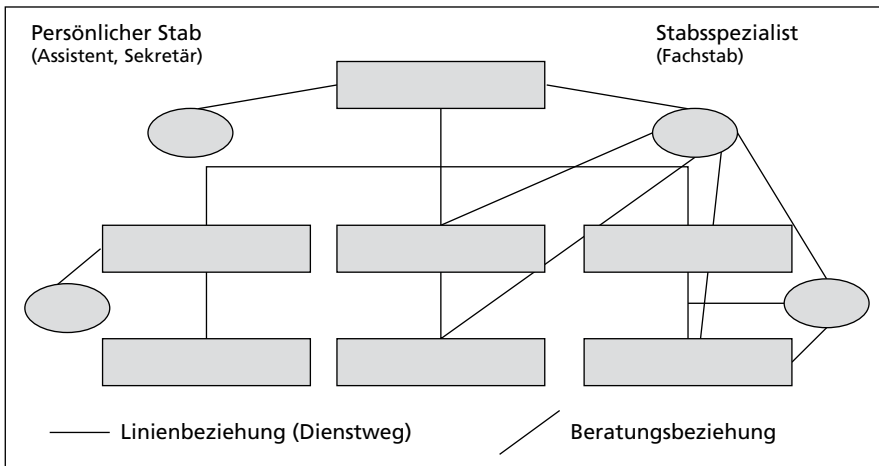 Persönlicher Stab
(Assistent, Sekretär)
Stabsspezialist
(Fachstab)
Linienbeziehung (Dienstweg)
Beratungsbeziehung